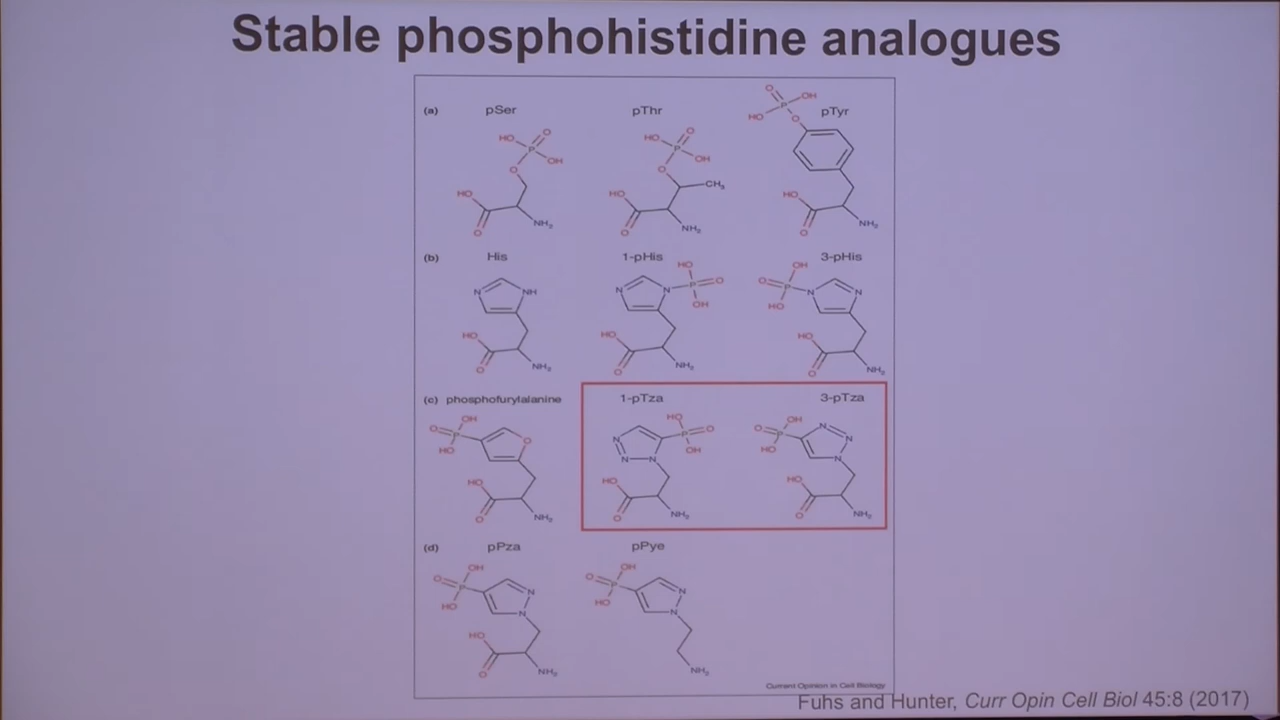 Stable phosphohistidine analogues
(a) pSer pThr pTyr
O OH
HO P
HO O HO O O
P P
OH OH
O O CH₃
HO HO HO
O NH₂ O NH₂ O NH₂
(b) His 1-pHis 3-pHis
HO OH
N NH N N P O O P N N
OH HO
HO HO HO
O NH₂ O NH₂ O NH₂
(c) phosphofurylalanine 1-pTza 3-pTza
OH HO OH
O P O N P O O P N N
HO N N OH HO N
HO HO HO
O NH₂ O NH₂ O NH₂
(d) pPza pPye
OH OH
O P N O P N
HO N HO N
HO
O NH₂ NH₂
Current Opinion in Cell Biology
Fuhs and Hunter, Curr Opin Cell Biol 45:8 (2017)